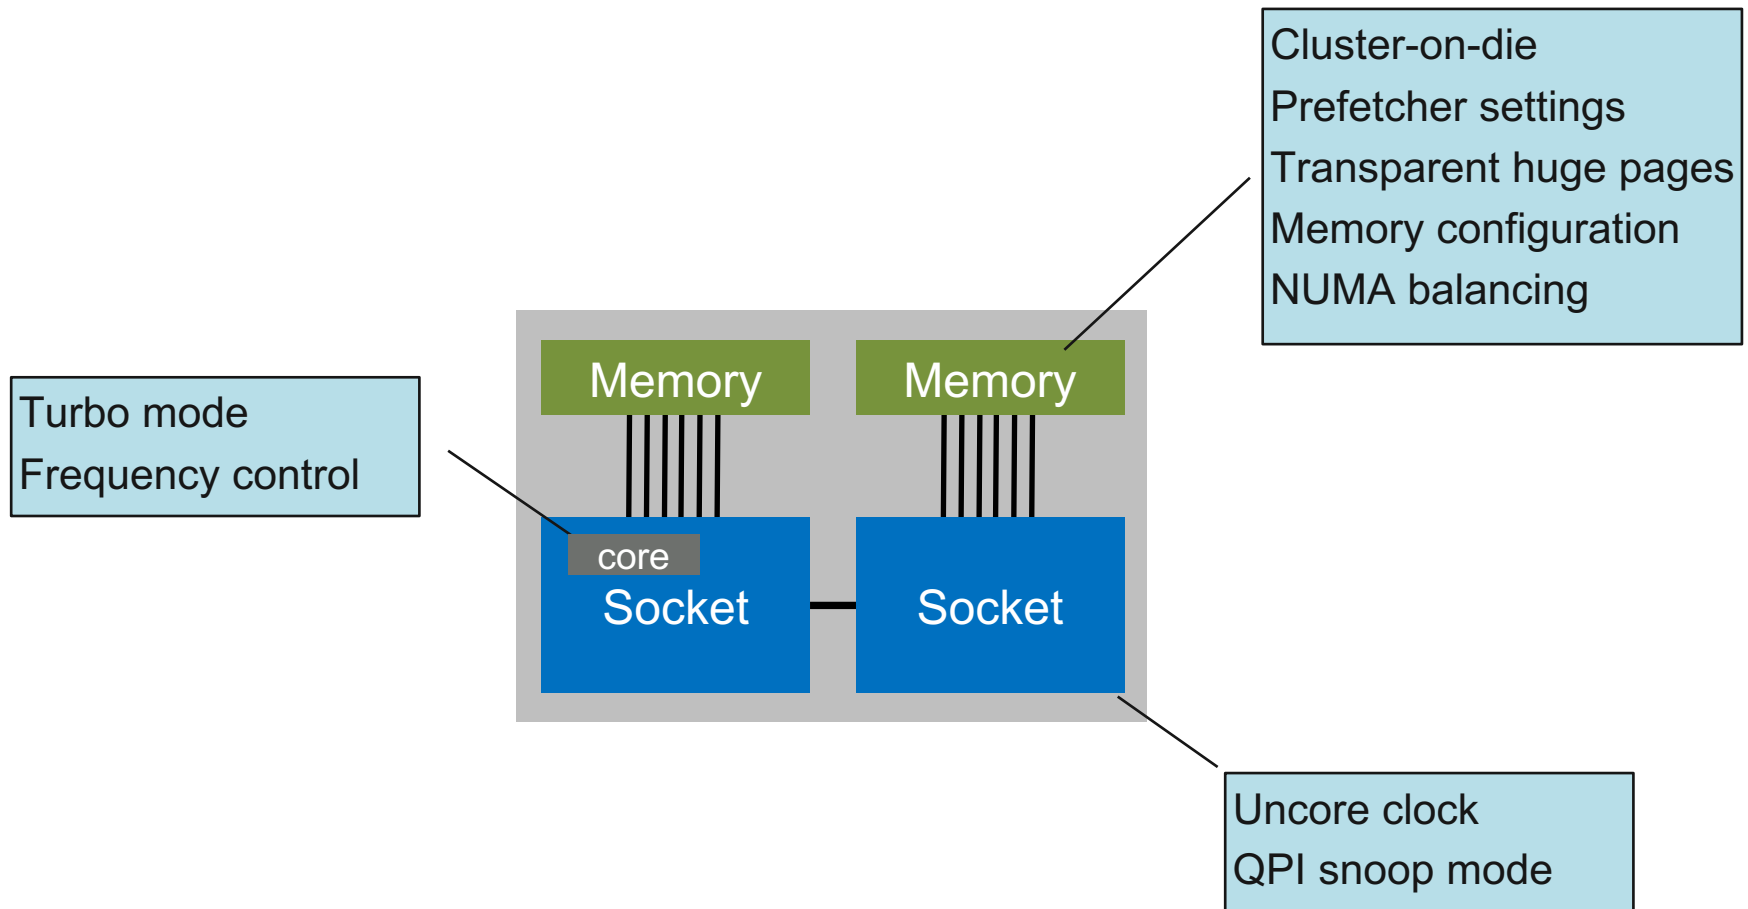 Cluster-on-die
Prefetcher settings
Transparent huge pages
Memory configuration
NUMA balancing
Memory
Memory
Turbo mode
Frequency control
core
Socket
Socket
Uncore clock
QPI snoop mode